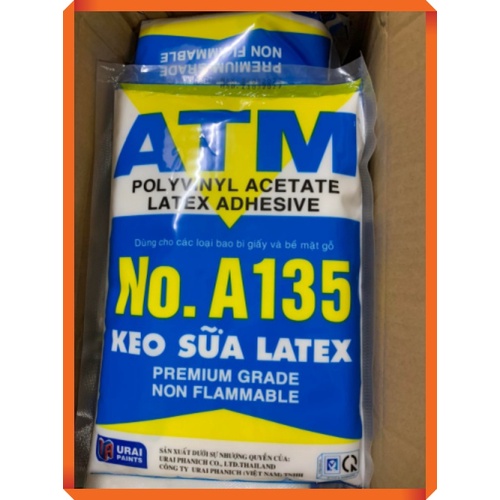 PREMIUM GRADE
NON FLAMMABLE
ATM
POLYVINYL ACETATE
LATEX ADHESIVE
Dùng cho các loại bao bì giấy và bề mặt gỗ
No. A135
KEO SỮA LATEX
PREMIUM GRADE
NON FLAMMABLE
URAI
PAINTS
SẢN XUẤT DƯỚI SỰ NHƯỢNG QUYỀN CỦA:
URAI PHANICH CO., LTD.THAILAND
CÔNG TY URAI PHANICH (VIỆT NAM) TNHH